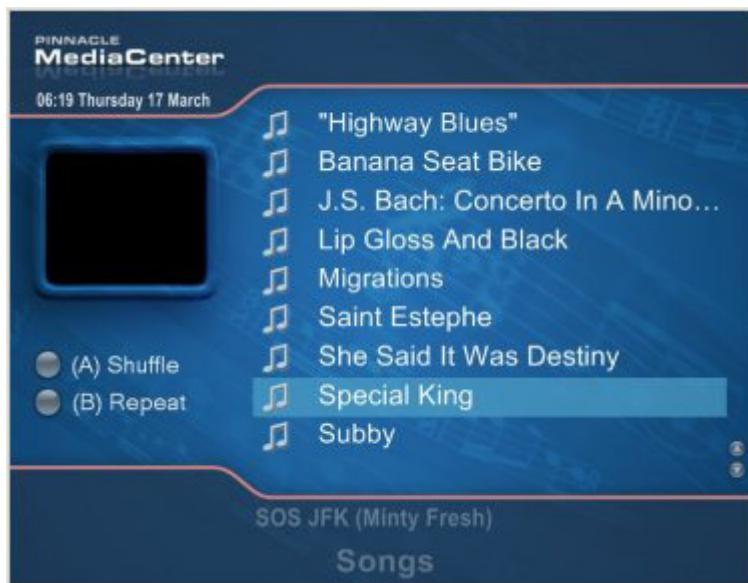 PINNACLE
MediaCenter
06:19 Thursday 17 March
"Highway Blues"
Banana Seat Bike
J.S. Bach: Concerto In A Mino...
Lip Gloss And Black
Migrations
Saint Estephe
She Said It Was Destiny
Special King
Subby
(A) Shuffle
(B) Repeat
SOS JFK (Minty Fresh)
Songs